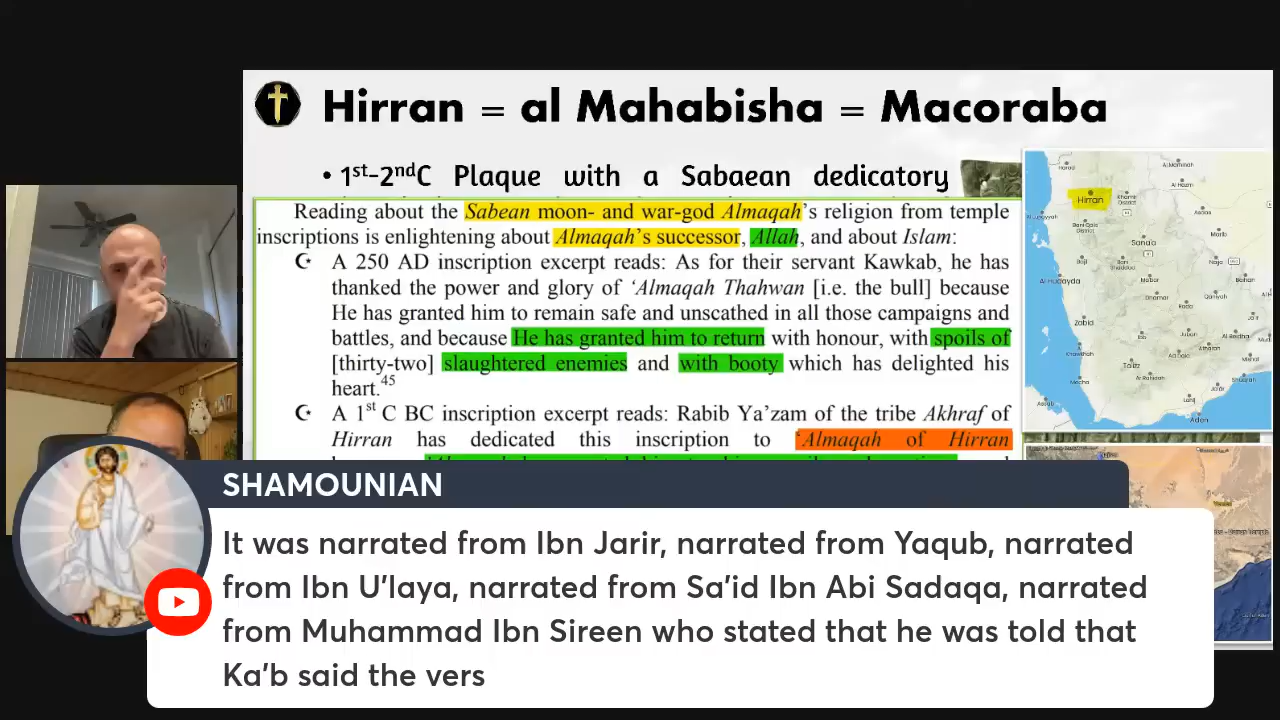 Hirran = al Mahabisha = Macoraba
• 1st-2ndC Plaque with a Sabaean dedicatory
Reading about the Sabean moon- and war-god Almaqah's religion from temple
inscriptions is enlightening about Almaqah's successor, Allah, and about Islam:
☪ A 250 AD inscription excerpt reads: As for their servant Kawkab, he has
thanked the power and glory of 'Almaqah Thahwan [i.e. the bull] because
He has granted him to remain safe and unscathed in all those campaigns and
battles, and because He has granted him to return with honour, with spoils of
[thirty-two] slaughtered enemies and with booty which has delighted his
heart.45
☪ A 1st C BC inscription excerpt reads: Rabib Ya'zam of the tribe Akhraf of
Hirran has dedicated this inscription to 'Almaqah of Hirran
Hirran
Sana'a
Al Hudayda
Zabid
Ta'izz
Aden
SHAMOUNIAN
It was narrated from Ibn Jarir, narrated from Yaqub, narrated
from Ibn U'laya, narrated from Sa'id Ibn Abi Sadaqa, narrated
from Muhammad Ibn Sireen who stated that he was told that
Ka'b said the vers